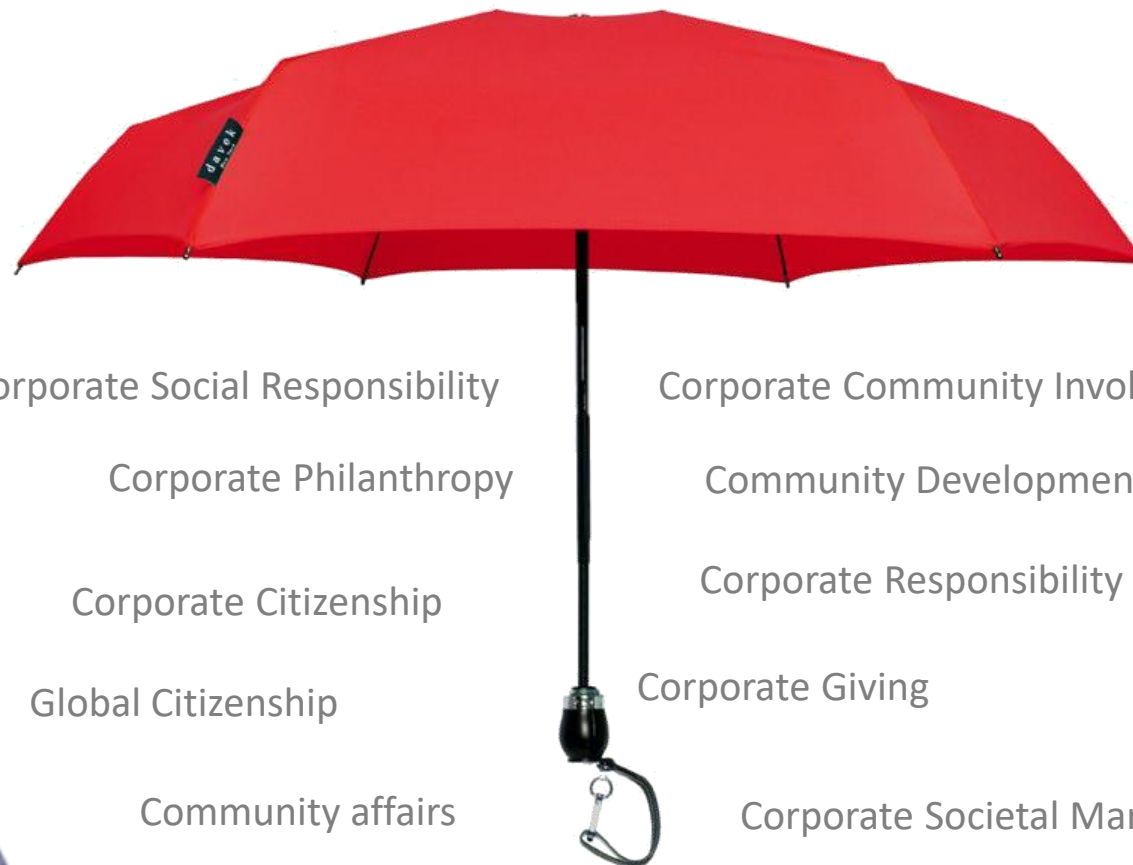 davek
orporate Social Responsibility
Corporate Community Invol
Corporate Philanthropy
Community Developmen
Corporate Citizenship
Corporate Responsibility
Global Citizenship
Corporate Giving
Community affairs
Corporate Societal Mar